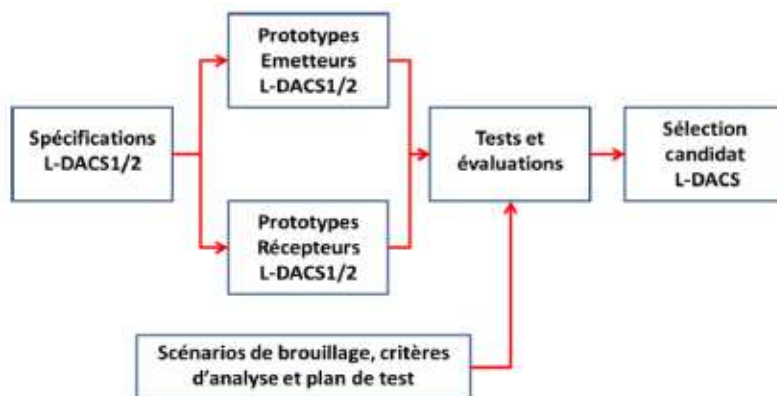 Prototypes
Emetteurs
L-DACS1/2
Spécifications
L-DACS1/2
Tests et
évaluations
Sélection
candidat
L-DACS
Prototypes
Récepteurs
L-DACS1/2
Scénarios de brouillage, critères
d'analyse et plan de test